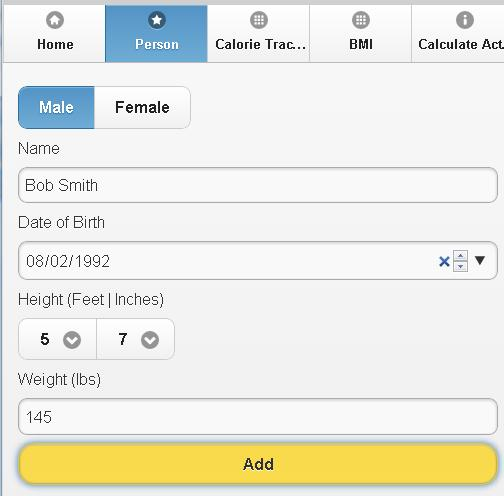 Home Person Calorie Trac... BMI Calculate Act.
Male Female
Name
Bob Smith
Date of Birth
08/02/1992
Height (Feet | Inches)
5 7
Weight (lbs)
145
Add